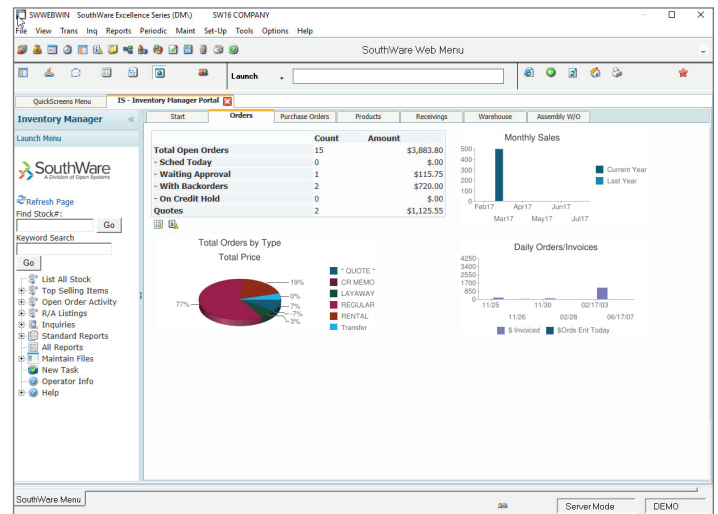 SWWEBWIN SouthWare Excellence Series (DM\) SW16 COMPANY
File View Trans Inq Reports Periodic Maint Set-Up Tools Options Help
SouthWare Web Menu
Launch
QuickScreens Menu IS - Inventory Manager Portal
Inventory Manager «
Launch Menu
SouthWare
A Division of Open Systems
Refresh Page
Find Stock#:
Go
Keyword Search
Go
List All Stock
Top Selling Items
Open Order Activity
R/A Listings
Inquiries
Standard Reports
All Reports
Maintain Files
New Task
Operator Info
Help
Start Orders Purchase Orders Products Receivings Warehouse Assembly W/O
Count Amount
Total Open Orders 15 $3,883.80
- Sched Today 0 $.00
- Waiting Approval 1 $115.75
- With Backorders 2 $720.00
- On Credit Hold 0 $.00
Quotes 2 $1,125.55
Monthly Sales
500
400
300
200
100
0
Feb17 Apr17 Jun17
Mar17 May17 Jul17
Current Year
Last Year
Total Orders by Type
Total Price
77%
19%
0%
7%
-7%
3%
* QUOTE *
CR MEMO
LAYAWAY
REGULAR
RENTAL
Transfer
Daily Orders/Invoices
4250
3400
2550
1700
850
0
11/25 11/30 02/17/03
11/26 02/28 06/17/07
$ Invoiced $Ords Ent Today
SouthWare Menu
Server Mode DEMO